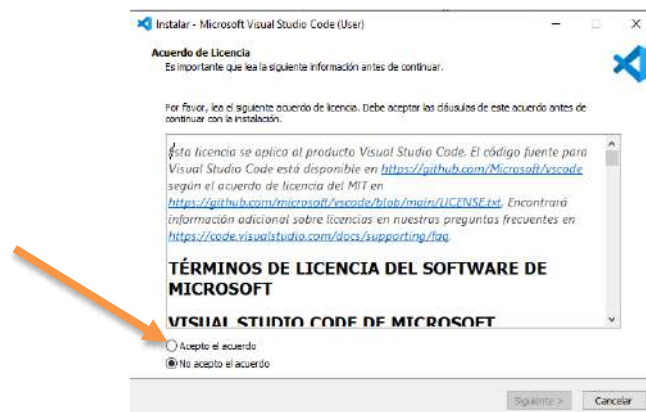 Instalar - Microsoft Visual Studio Code (User)
Acuerdo de Licencia
Es importante que lea la siguiente información antes de continuar.
Por favor, lea el siguiente acuerdo de licencia. Debe aceptar las cláusulas de este acuerdo antes de
continuar con la instalación.
Esta licencia se aplica al producto Visual Studio Code. El código fuente para
Visual Studio Code está disponible en https://github.com/Microsoft/vscode
según el acuerdo de licencia del MIT en
https://github.com/microsoft/vscode/blob/main/LICENSE.txt. Encontrará
información adicional sobre licencias en nuestras preguntas frecuentes en
https://code.visualstudio.com/docs/supporting/faq.
TÉRMINOS DE LICENCIA DEL SOFTWARE DE
MICROSOFT
VISUAL STUDIO CODE DE MICROSOFT
Acepto el acuerdo
No acepto el acuerdo
Siguiente > Cancelar